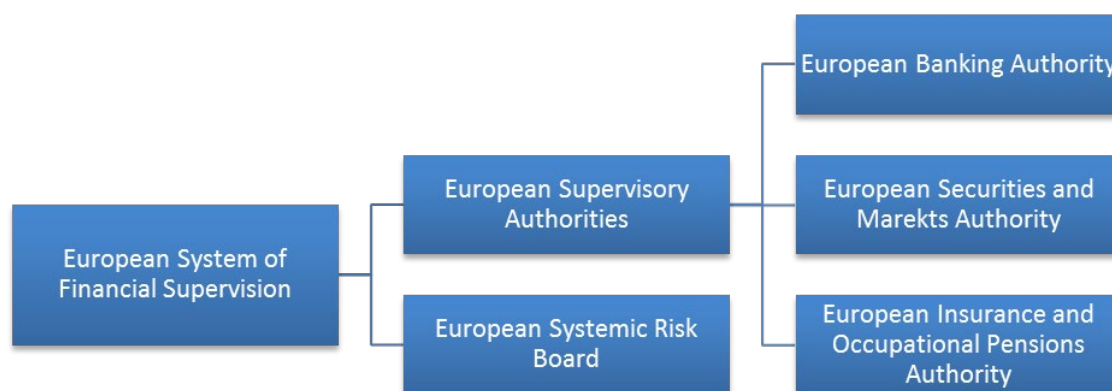 European System of
Financial Supervision
European Supervisory
Authorities
European Systemic Risk
Board
European Banking Authority
European Securities and
Marekts Authority
European Insurance and
Occupational Pensions
Authority